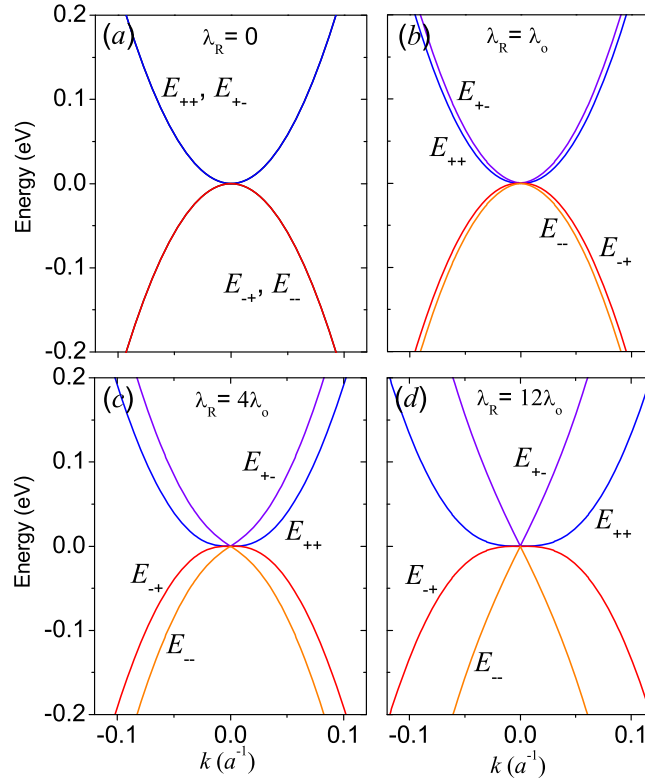 (a) λR = 0
E++, E+-
E-+, E--
0.2
0.1
0.0
-0.1
-0.2
Energy (eV)
(b) λR = λo
E+-
E++
E--
E-+
(c) λR = 4λo
E+-
E++
E-+
E--
0.2
0.1
0.0
-0.1
-0.2
Energy (eV)
-0.1 0.0 0.1
k (a⁻¹)
(d) λR = 12λo
E+-
E++
E-+
E--
-0.1 0.0 0.1
k (a⁻¹)